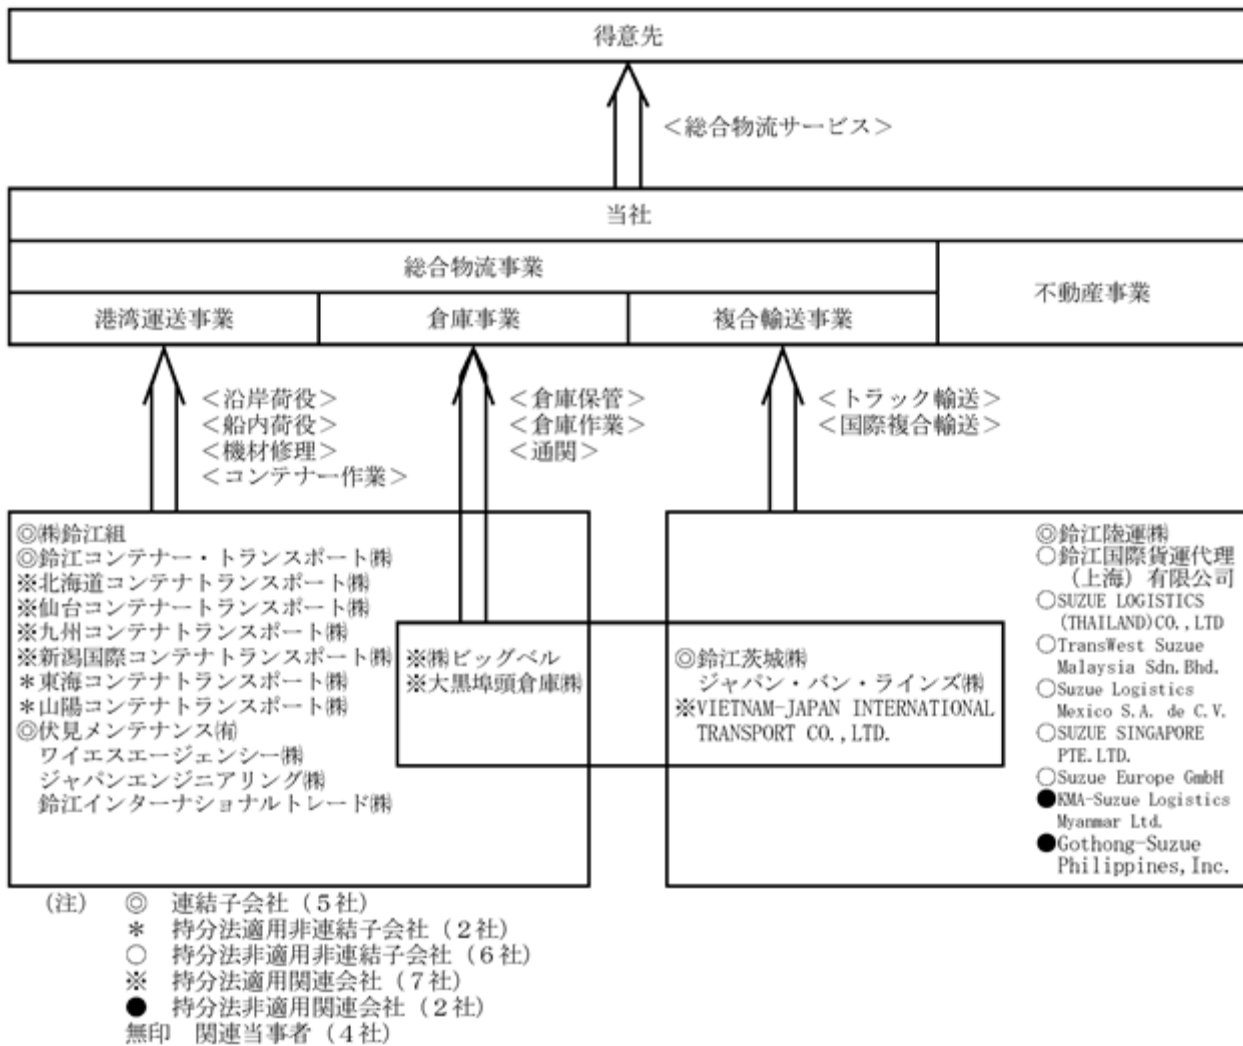 得意先
＜総合物流サービス＞
当社
総合物流事業
不動産事業
港湾運送事業
倉庫事業
複合輸送事業
＜沿岸荷役＞
＜船内荷役＞
＜機材修理＞
＜コンテナー作業＞
＜倉庫保管＞
＜倉庫作業＞
＜通関＞
＜トラック輸送＞
＜国際複合輸送＞
◎㈱鈴江組
◎鈴江コンテナー・トランスポート㈱
※北海道コンテナトランスポート㈱
※仙台コンテナートランスポート㈱
※九州コンテナトランスポート㈱
※新潟国際コンテナトランスポート㈱
＊東海コンテナトランスポート㈱
＊山陽コンテナトランスポート㈱
◎伏見メンテナンス㈲
ワイエスエージェンシー㈱
ジャパンエンジニアリング㈱
鈴江インターナショナルトレード㈱
※㈱ビッグベル
※大黒埠頭倉庫㈱
◎鈴江茨城㈱
ジャパン・バン・ラインズ㈱
※VIETNAM-JAPAN INTERNATIONAL
TRANSPORT CO.,LTD.
◎鈴江陸運㈱
○鈴江国際貨運代理
（上海）有限公司
○SUZUE LOGISTICS
(THAILAND)CO.,LTD
○TransWest Suzue
Malaysia Sdn.Bhd.
○Suzue Logistics
Mexico S.A. de C.V.
○SUZUE SINGAPORE
PTE.LTD.
○Suzue Europe GmbH
●KMA-Suzue Logistics
Myanmar Ltd.
●Gothong-Suzue
Philippines,Inc.
（注） ◎ 連結子会社（５社）
＊ 持分法適用非連結子会社（２社）
○ 持分法非適用非連結子会社（６社）
※ 持分法適用関連会社（７社）
● 持分法非適用関連会社（２社）
無印 関連当事者（４社）